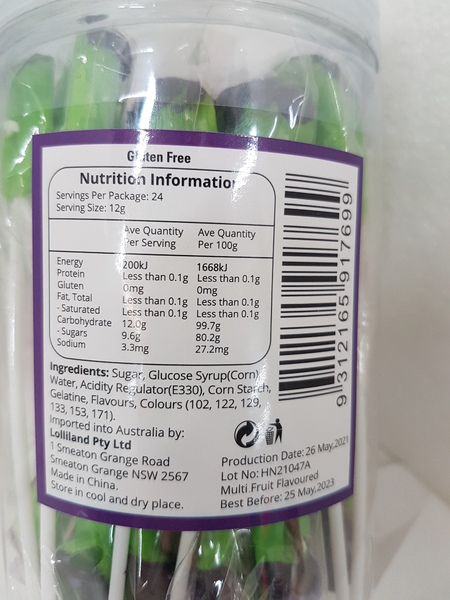 Gluten Free
Nutrition Information
Servings Per Package: 24
Serving Size: 12g
Ave Quantity Per Serving Ave Quantity Per 100g
Energy 200kJ 1668kJ
Protein Less than 0.1g Less than 0.1g
Gluten 0mg 0mg
Fat, Total Less than 0.1g Less than 0.1g
- Saturated Less than 0.1g Less than 0.1g
Carbohydrate 12.0g 99.7g
- Sugars 9.6g 80.2g
Sodium 3.3mg 27.2mg
Ingredients: Sugar, Glucose Syrup(Corn),
Water, Acidity Regulator(E330), Corn Starch,
Gelatine, Flavours, Colours (102, 122, 129,
133, 153, 171).
Imported into Australia by:
Lolliland Pty Ltd
1 Smeaton Grange Road
Smeaton Grange NSW 2567
Made in China.
Store in cool and dry place.
Production Date: 26 May,2021
Lot No: HN21047A
Multi Fruit Flavoured
Best Before: 25 May,2023
9 312165 917699